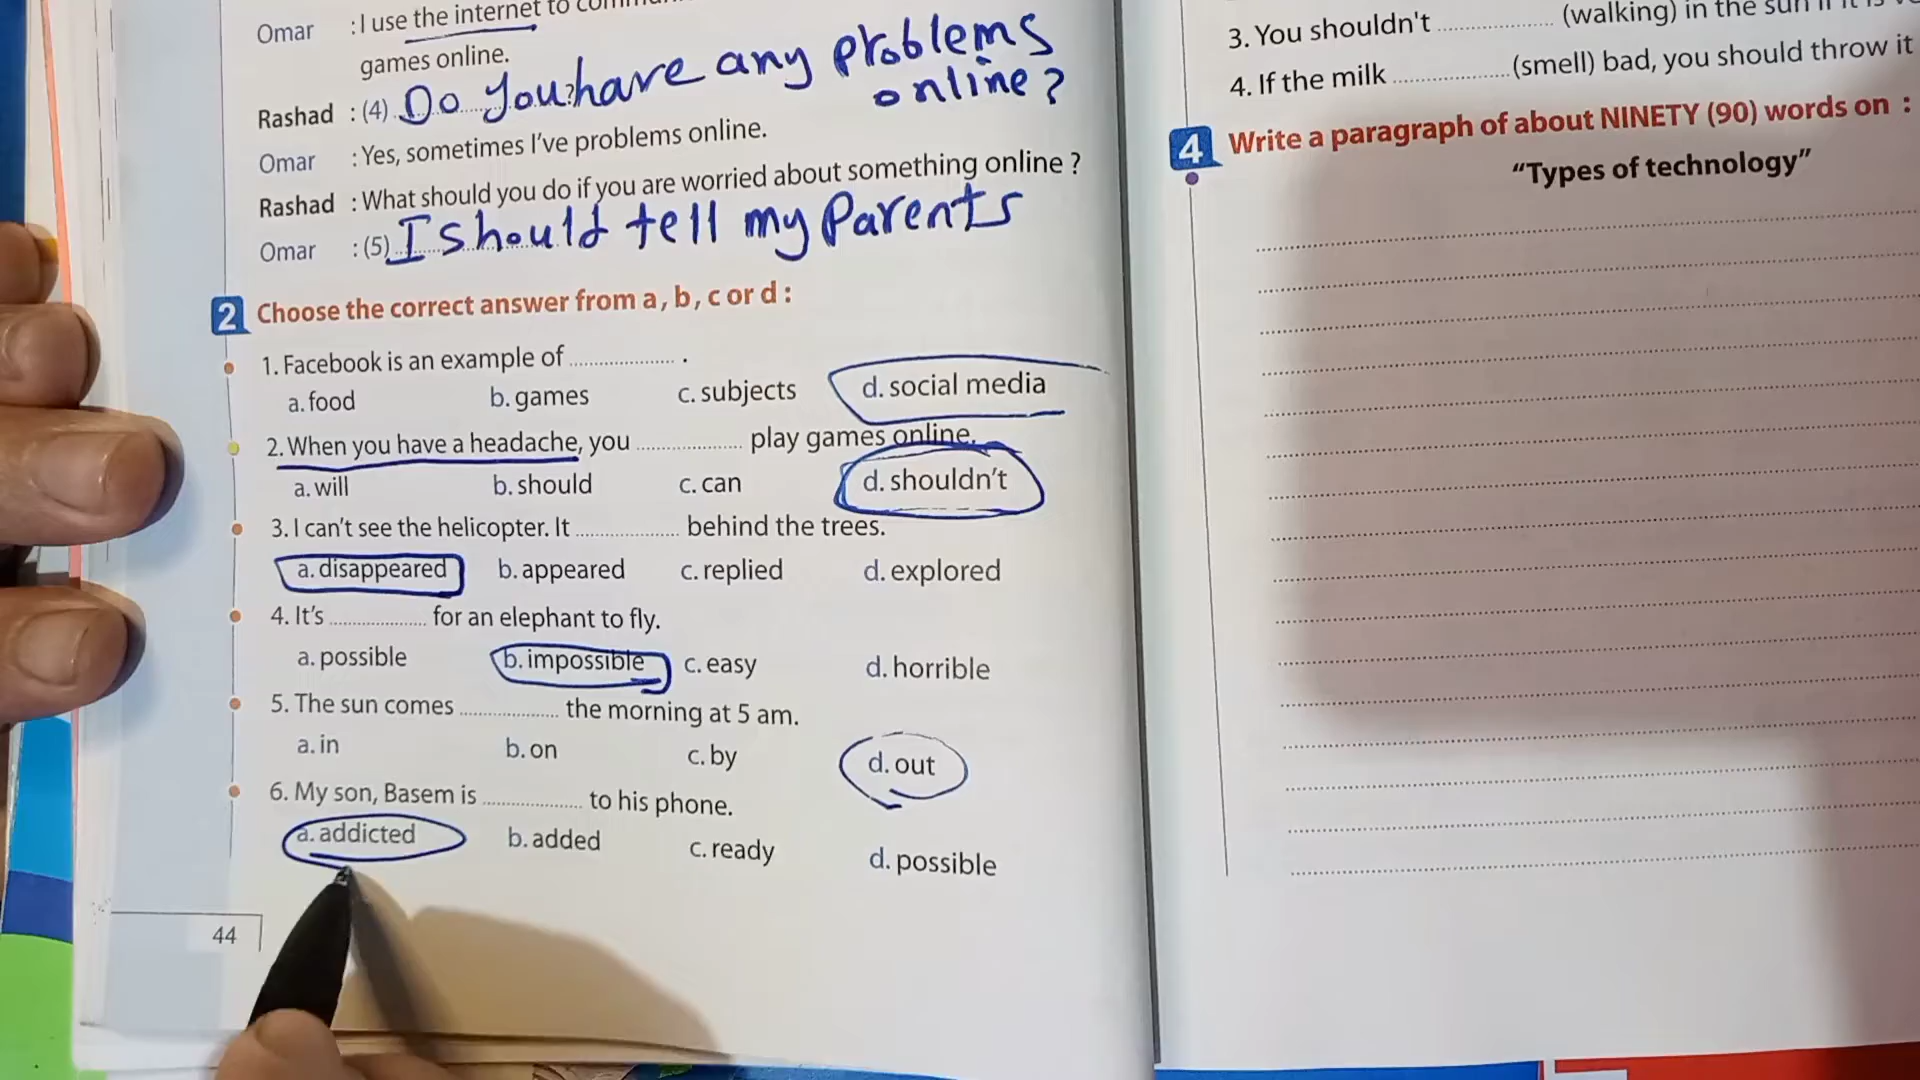 Omar : I use the internet to
games online.
Rashad : (4) Do you have any problems
online?
?
Omar : Yes, sometimes I've problems online.
Rashad : What should you do if you are worried about something online ?
Omar : (5) I should tell my Parents
2 Choose the correct answer from a , b , c or d :
1. Facebook is an example of .................... .
a. food b. games c. subjects d. social media
2. When you have a headache, you .................... play games online.
a. will b. should c. can d. shouldn't
3. I can't see the helicopter. It .................... behind the trees.
a. disappeared b. appeared c. replied d. explored
4. It's .................... for an elephant to fly.
a. possible b. impossible c. easy d. horrible
5. The sun comes .................... the morning at 5 am.
a. in b. on c. by d. out
6. My son, Basem is .................... to his phone.
a. addicted b. added c. ready d. possible
44
3. You shouldn't .................... (walking) in the sun if it is
4. If the milk .................... (smell) bad, you should throw it
4 Write a paragraph of about NINETY (90) words on :
“Types of technology”